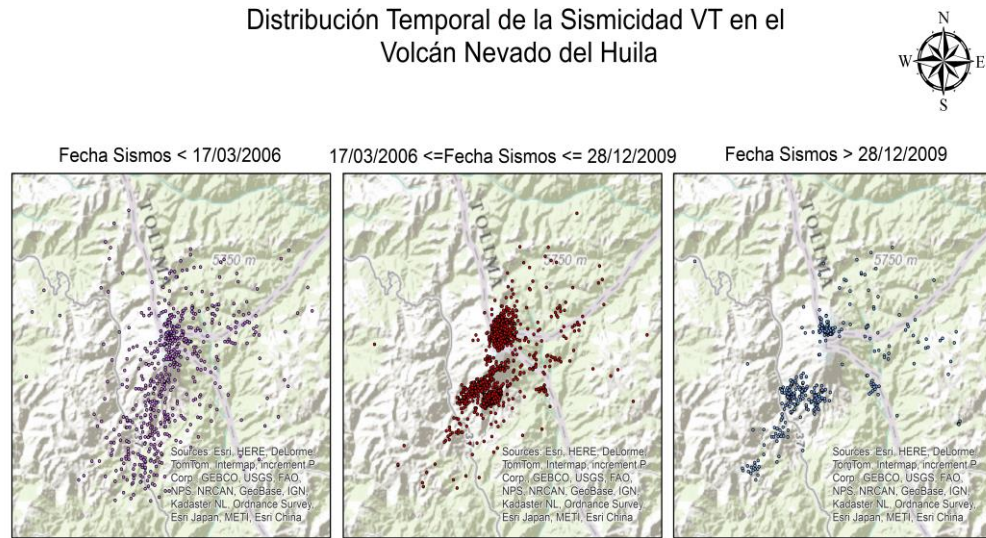 Distribución Temporal de la Sismicidad VT en el
Volcán Nevado del Huila
N
W E
S
Fecha Sismos < 17/03/2006
17/03/2006 <=Fecha Sismos <= 28/12/2009
Fecha Sismos > 28/12/2009
TOLIMA
5750 m
Sources: Esri, HERE, DeLorme,
TomTom, Intermap, increment P
Corp., GEBCO, USGS, FAO,
NPS, NRCAN, GeoBase, IGN,
Kadaster NL, Ordnance Survey,
Esri Japan, METI, Esri China
TOLIMA
5750 m
Sources: Esri, HERE, DeLorme,
TomTom, Intermap, increment P
Corp., GEBCO, USGS, FAO,
NPS, NRCAN, GeoBase, IGN,
Kadaster NL, Ordnance Survey,
Esri Japan, METI, Esri China
TOLIMA
5750 m
37
Sources: Esri, HERE, DeLorme,
TomTom, Intermap, increment P
Corp., GEBCO, USGS, FAO,
NPS, NRCAN, GeoBase, IGN,
Kadaster NL, Ordnance Survey,
Esri Japan, METI, Esri China